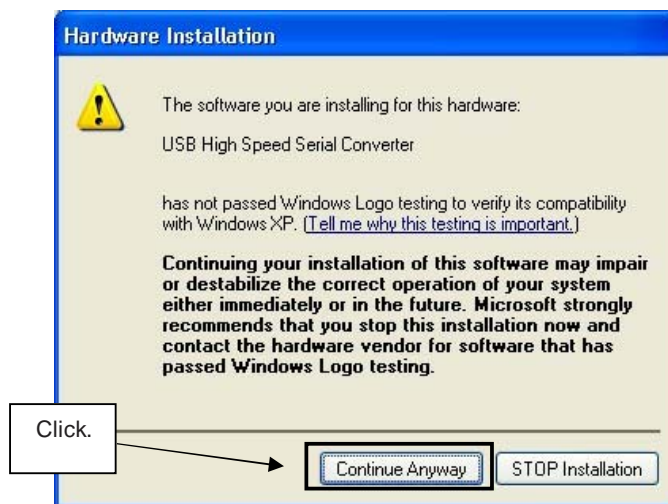 Hardware Installation
The software you are installing for this hardware:
USB High Speed Serial Converter
has not passed Windows Logo testing to verify its compatibility
with Windows XP. (Tell me why this testing is important.)
Continuing your installation of this software may impair
or destabilize the correct operation of your system
either immediately or in the future. Microsoft strongly
recommends that you stop this installation now and
contact the hardware vendor for software that has
passed Windows Logo testing.
Click.
Continue Anyway
STOP Installation